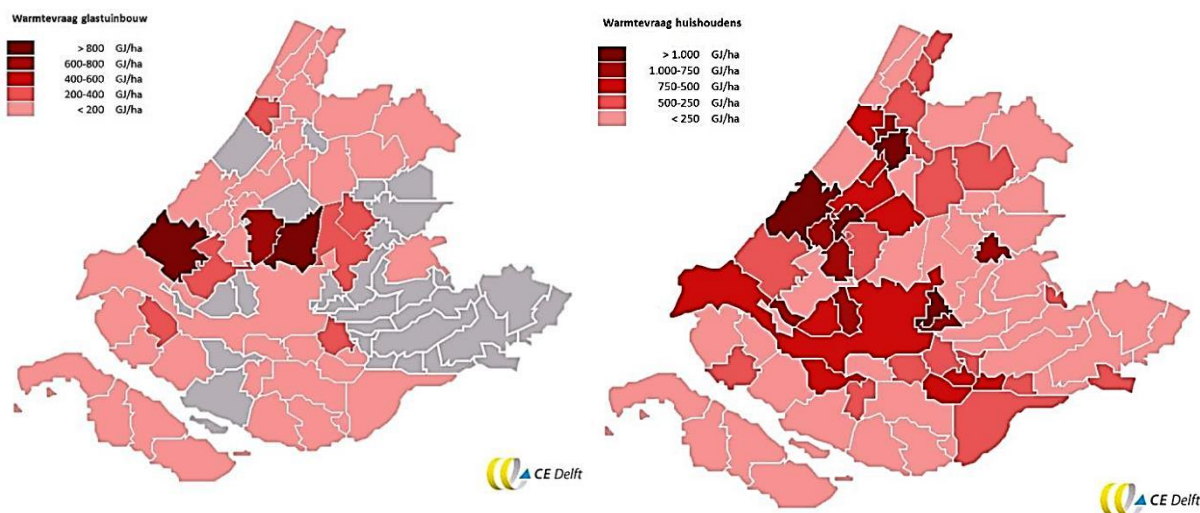 Warmtevraag glastuinbouw
> 800 GJ/ha
600-800 GJ/ha
400-600 GJ/ha
200-400 GJ/ha
< 200 GJ/ha
CE Delft
Warmtevraag huishoudens
> 1.000 GJ/ha
1.000-750 GJ/ha
750-500 GJ/ha
500-250 GJ/ha
< 250 GJ/ha
CE Delft